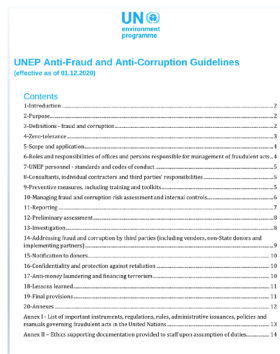 UN
environment
programme
UNEP Anti-Fraud and Anti-Corruption Guidelines
(effective as of 01.12.2020)
Contents
1-Introduction ... 2
2-Purpose ... 2
3-Definitions - fraud and corruption ... 2
4-Zero-tolerance ... 3
5-Scope and application ... 4
6-Roles and responsibilities of offices and persons responsible for management of fraudulent acts ... 4
7-UNEP personnel - standards and codes of conduct ... 5
8-Consultants, individual contractors and third parties' responsibilities ... 5
9-Preventive measures, including training and toolkits ... 5
10-Managing fraud and corruption risk assessment and internal controls ... 6
11-Reporting ... 7
12-Preliminary assessment ... 8
13-Investigation ... 8
14-Addressing fraud and corruption by third parties (including vendors, non-State donors and
implementing partners) ... 9
15-Notification to donors ... 10
16-Confidentiality and protection against retaliation ... 10
17-Anti-money laundering and financing terrorism ... 10
18-Lessons learned ... 11
19-Final provisions ... 11
20-Annexes ... 12
Annex I - List of important instruments, regulations, rules, administrative issuances, policies and
manuals governing fraudulent acts in the United Nations ... 13
Annex II – Ethics supporting documentation provided to staff upon assumption of duties ... 14